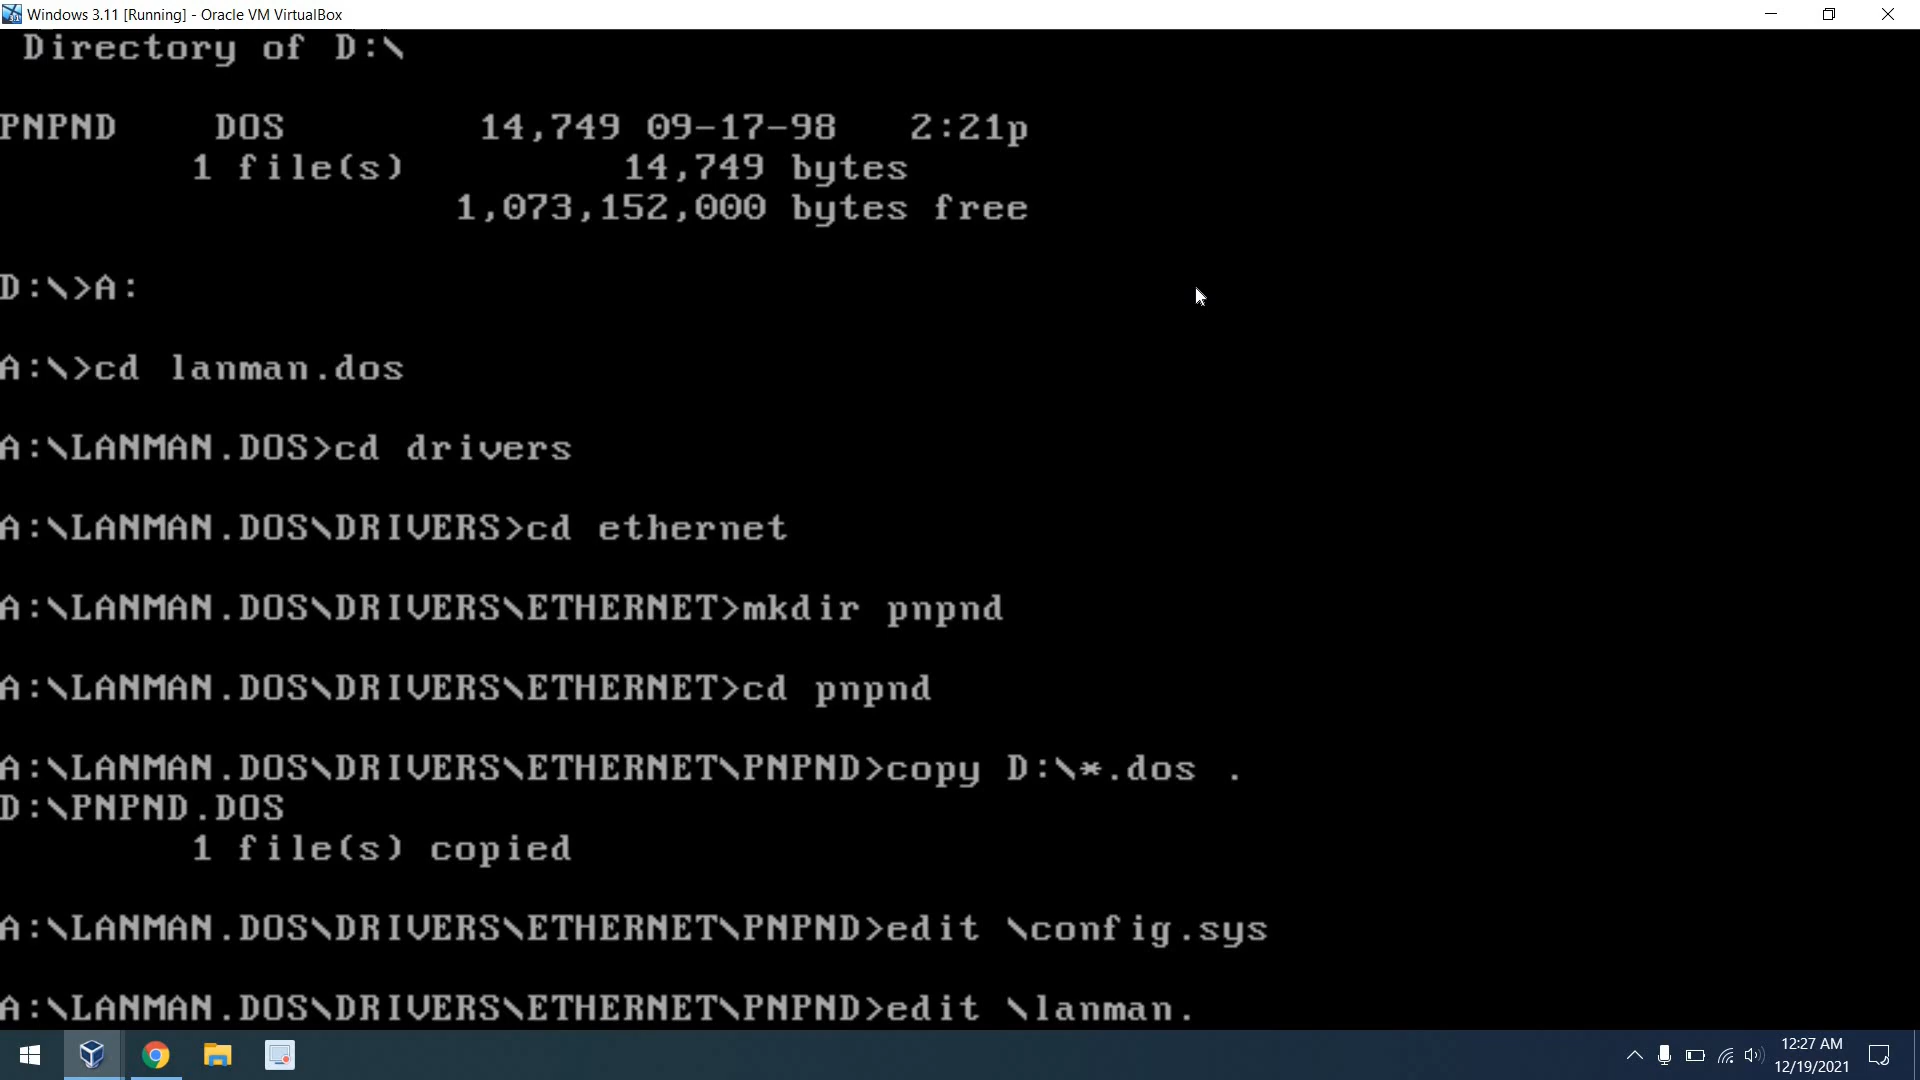 Windows 3.11 [Running] - Oracle VM VirtualBox
Directory of D:\
PNPND DOS 14,749 09-17-98 2:21p
1 file(s) 14,749 bytes
1,073,152,000 bytes free
D:\>A:
A:\>cd lanman.dos
A:\LANMAN.DOS>cd drivers
A:\LANMAN.DOS\DRIVERS>cd ethernet
A:\LANMAN.DOS\DRIVERS\ETHERNET>mkdir pnpnd
A:\LANMAN.DOS\DRIVERS\ETHERNET>cd pnpnd
A:\LANMAN.DOS\DRIVERS\ETHERNET\PNPND>copy D:\*.dos .
D:\PNPND.DOS
1 file(s) copied
A:\LANMAN.DOS\DRIVERS\ETHERNET\PNPND>edit \config.sys
A:\LANMAN.DOS\DRIVERS\ETHERNET\PNPND>edit \lanman.
12:27 AM
12/19/2021